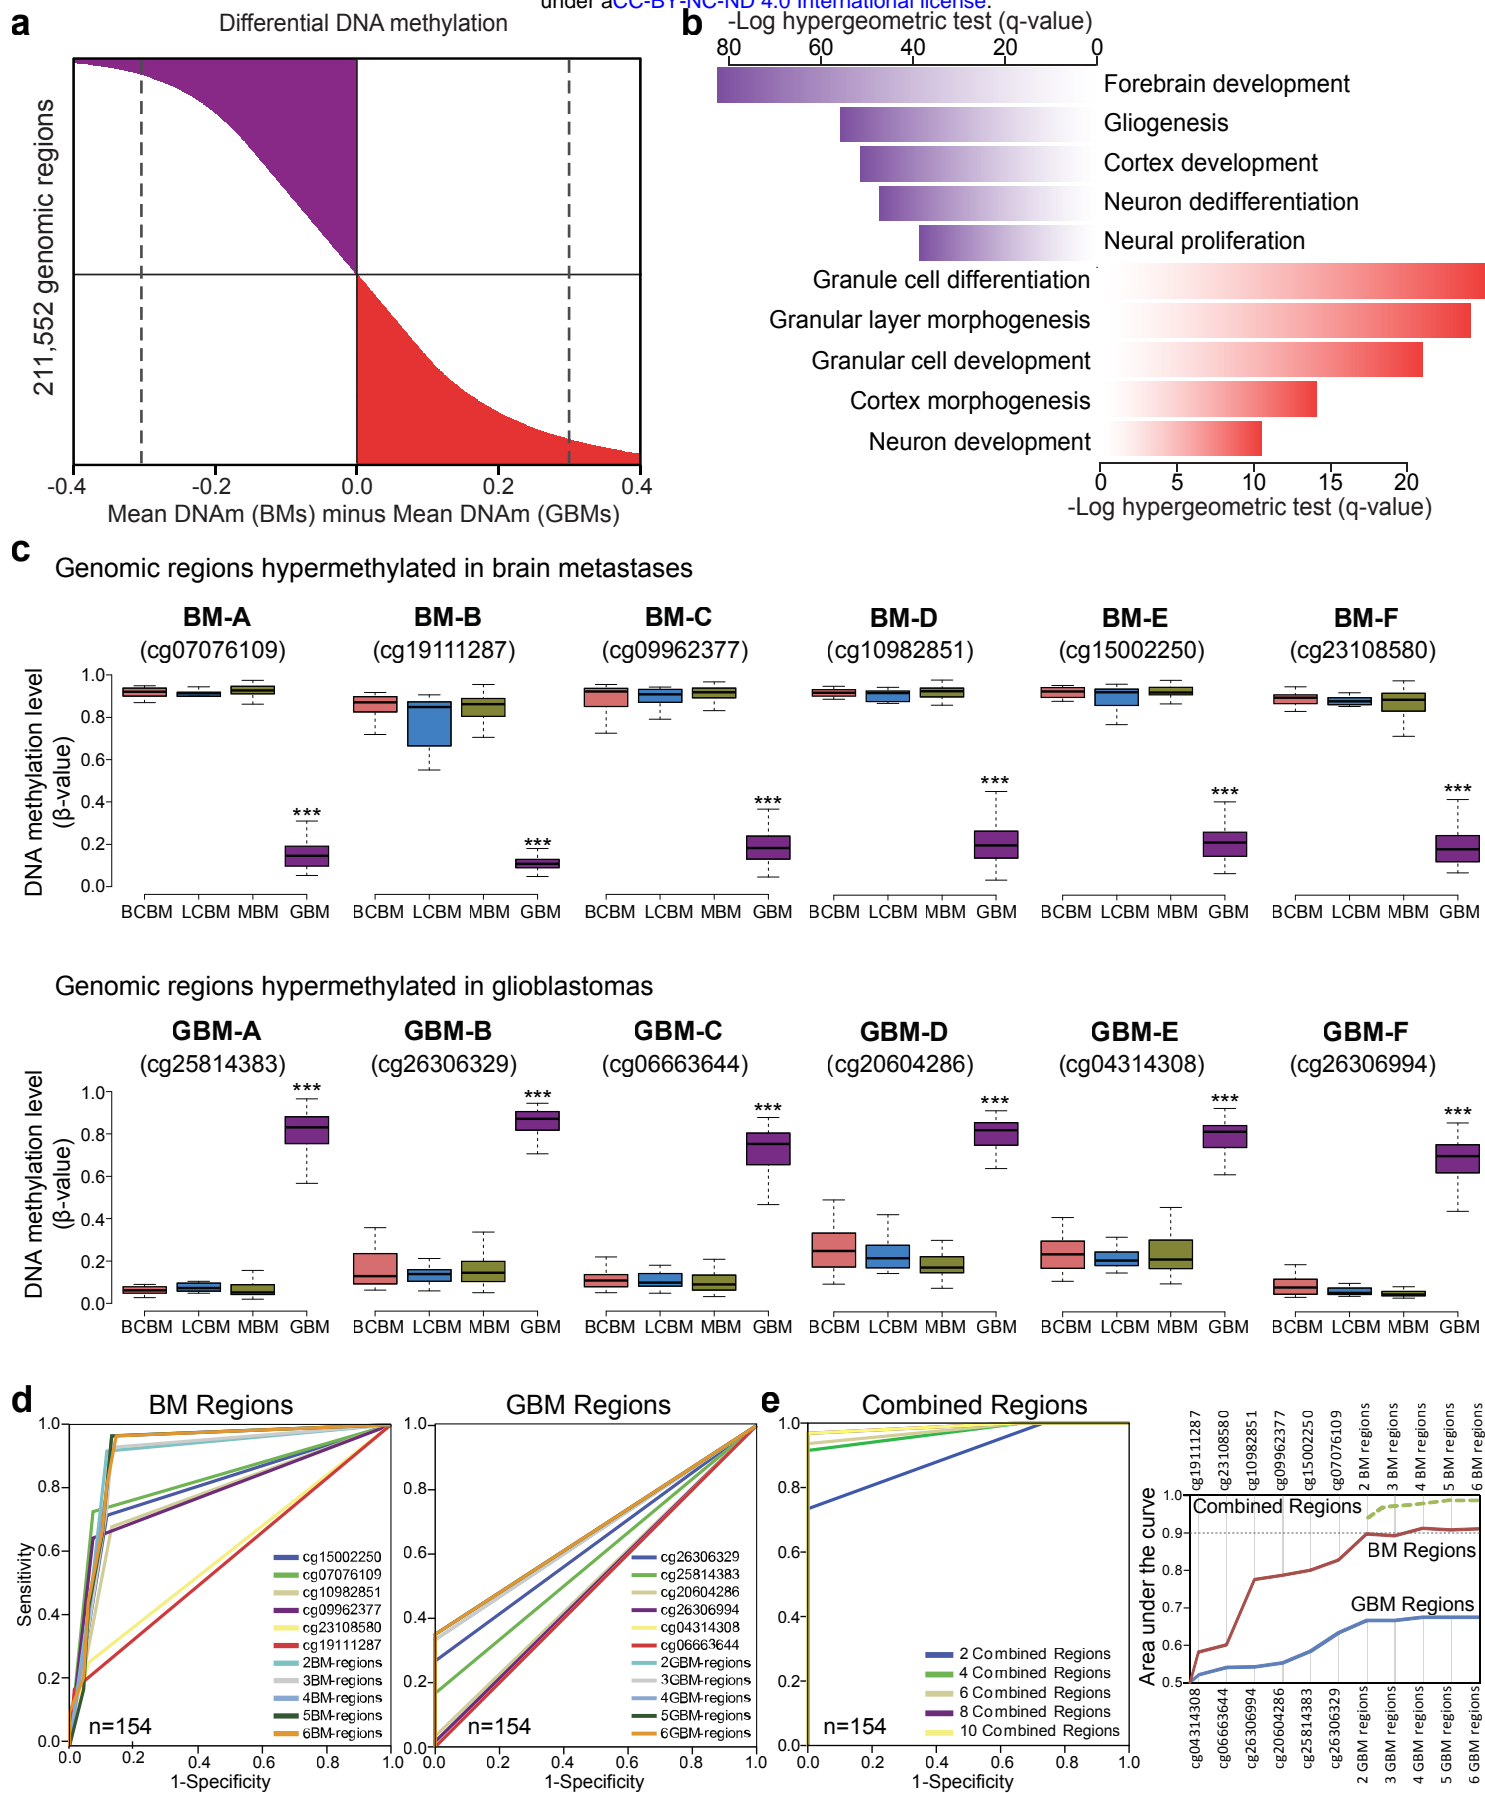 under aCC-BY-NC-ND 4.0 International license.
a
Differential DNA methylation
211,552 genomic regions
-0.4 -0.2 0.0 0.2 0.4
Mean DNAm (BMs) minus Mean DNAm (GBMs)
b
-Log hypergeometric test (q-value)
80 60 40 20 0
Forebrain development
Gliogenesis
Cortex development
Neuron dedifferentiation
Neural proliferation
Granule cell differentiation
Granular layer morphogenesis
Granular cell development
Cortex morphogenesis
Neuron development
0 5 10 15 20
-Log hypergeometric test (q-value)
c
Genomic regions hypermethylated in brain metastases
BM-A BM-B BM-C BM-D BM-E BM-F
(cg07076109) (cg19111287) (cg09962377) (cg10982851) (cg15002250) (cg23108580)
DNA methylation level
(β-value)
1.0
0.8
0.6
0.4
0.2
0.0
*** *** *** *** *** ***
BCBM LCBM MBM GBM BCBM LCBM MBM GBM BCBM LCBM MBM GBM BCBM LCBM MBM GBM BCBM LCBM MBM GBM BCBM LCBM MBM GBM
Genomic regions hypermethylated in glioblastomas
GBM-A GBM-B GBM-C GBM-D GBM-E GBM-F
(cg25814383) (cg26306329) (cg06663644) (cg20604286) (cg04314308) (cg26306994)
DNA methylation level
(β-value)
1.0
0.8
0.6
0.4
0.2
0.0
*** *** *** *** *** ***
BCBM LCBM MBM GBM BCBM LCBM MBM GBM BCBM LCBM MBM GBM BCBM LCBM MBM GBM BCBM LCBM MBM GBM BCBM LCBM MBM GBM
d
BM Regions
Sensitivity
1.0
0.8
0.6
0.4
0.2
0.0
cg15002250
cg07076109
cg10982851
cg09962377
cg23108580
cg19111287
2BM-regions
3BM-regions
4BM-regions
5BM-regions
6BM-regions
n=154
0.0 0.2 0.4 0.6 0.8 1.0
1-Specificity
GBM Regions
1.0
0.8
0.6
0.4
0.2
0.0
cg26306329
cg25814383
cg20604286
cg26306994
cg04314308
cg06663644
2GBM-regions
3GBM-regions
4GBM-regions
5GBM-regions
6GBM-regions
n=154
0.0 0.2 0.4 0.6 0.8 1.0
1-Specificity
e
Combined Regions
1.0
0.8
0.6
0.4
0.2
0.0
2 Combined Regions
4 Combined Regions
6 Combined Regions
8 Combined Regions
10 Combined Regions
n=154
0.0 0.2 0.4 0.6 0.8 1.0
1-Specificity
cg19111287
cg23108580
cg10982851
cg09962377
cg15002250
cg07076109
2 BM regions
3 BM regions
4 BM regions
5 BM regions
6 BM regions
Area under the curve
1.0
0.9
0.8
0.7
0.6
0.5
Combined Regions
BM Regions
GBM Regions
cg04314308
cg06663644
cg26306994
cg20604286
cg25814383
cg26306329
2 GBM regions
3 GBM regions
4 GBM regions
5 GBM regions
6 GBM regions